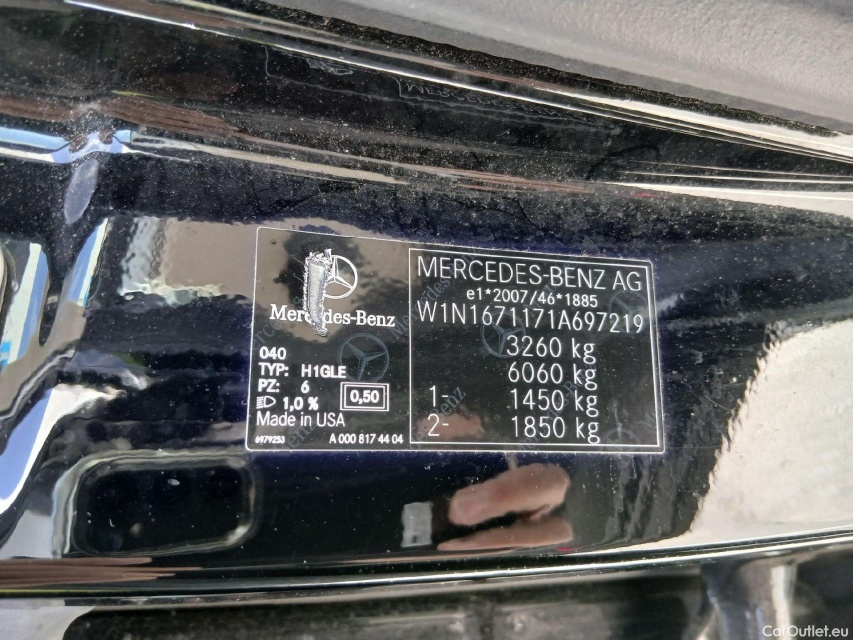 Mercedes-Benz
040
TYP: H1GLE
PZ: 6
1,0 % 0,50
Made in USA
6979253 A 000 817 44 04
MERCEDES-BENZ AG
e1*2007/46*1885
W1N1671171A697219
3260 kg
6060 kg
1- 1450 kg
2- 1850 kg
CarOutlet.eu